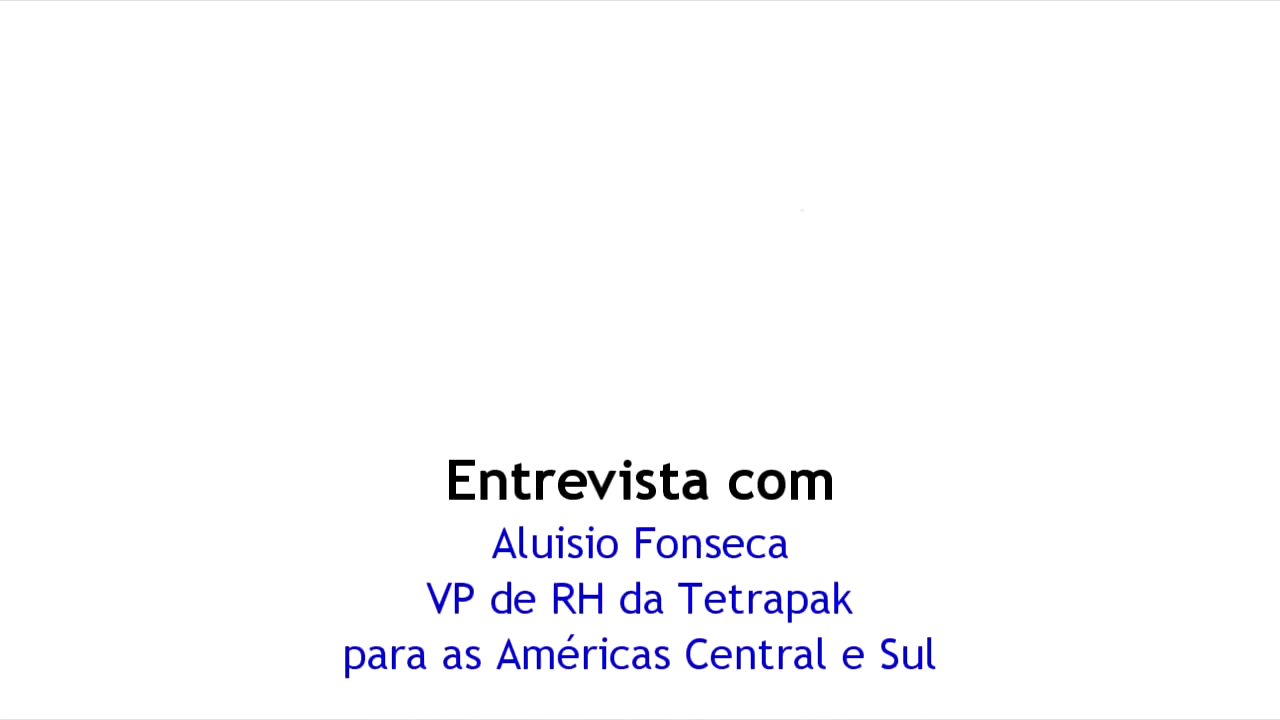 Entrevista com
Aluisio Fonseca
VP de RH da Tetrapak
para as Américas Central e Sul